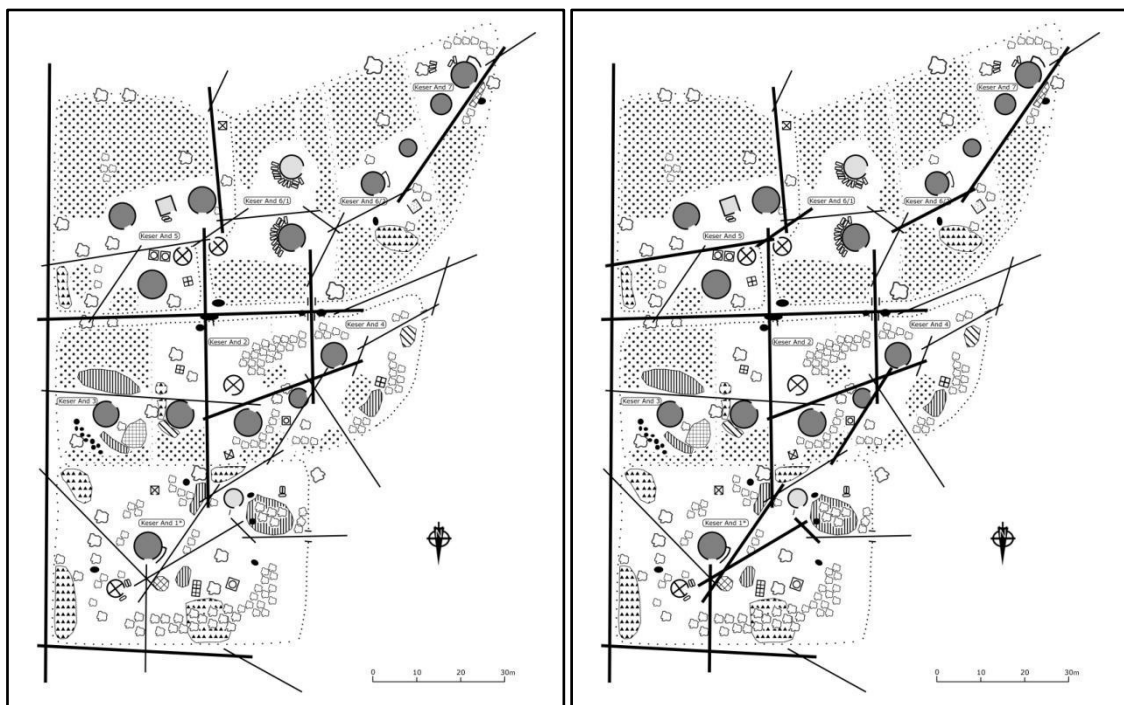 Keser And 7
Keser And 6/1
Keser And 6/2
Keser And 5
Keser And 4
Keser And 2
Keser And 3
Keser And 1*
N
0 10 20 30m
Keser And 7
Keser And 6/1
Keser And 6/2
Keser And 5
Keser And 4
Keser And 2
Keser And 3
Keser And 1*
N
0 10 20 30m